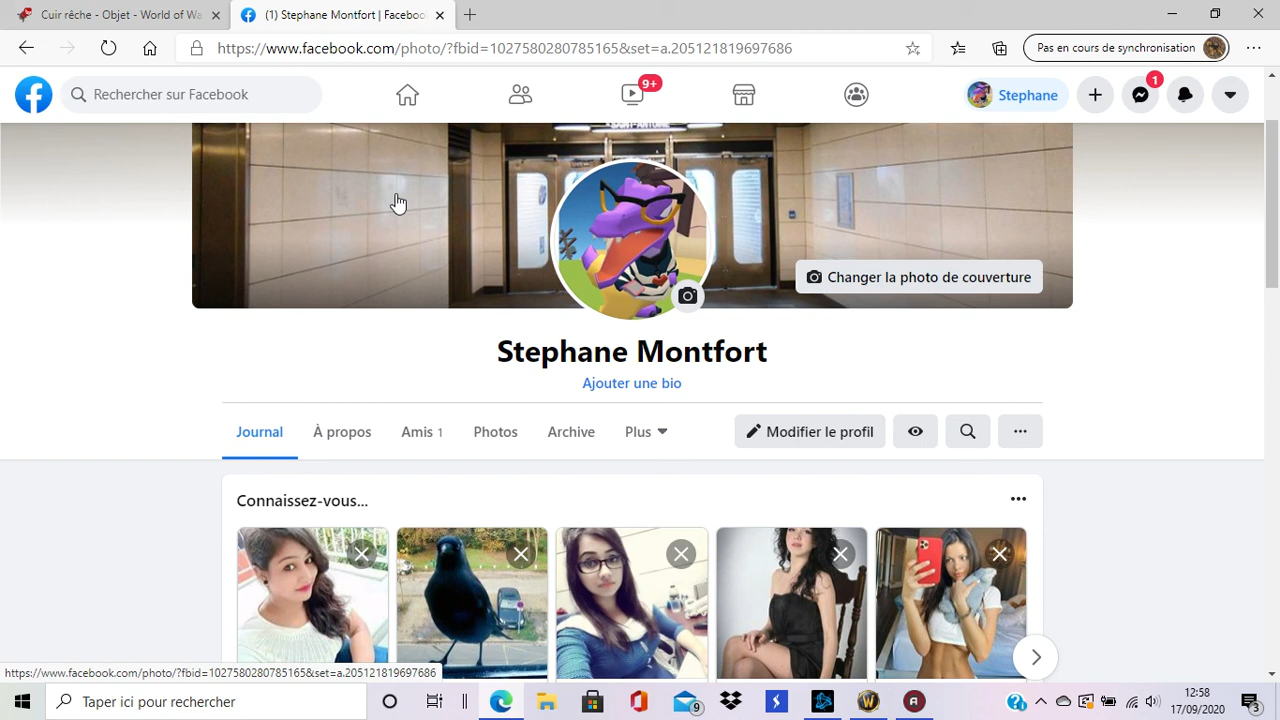 Cuir rêche - Objet - World of Wa
(1) Stephane Montfort | Faceboo
https://www.facebook.com/photo/?fbid=1027580280785165&set=a.205121819697686
Pas en cours de synchronisation
Rechercher sur Facebook
9+
Stephane
1
Changer la photo de couverture
Stephane Montfort
Ajouter une bio
Journal
À propos
Amis 1
Photos
Archive
Plus
Modifier le profil
Connaissez-vous...
https://www.facebook.com/photo/?fbid=1027580280785165&set=a.205121819697686
Taper ici pour rechercher
9
12:58
17/09/2020
3